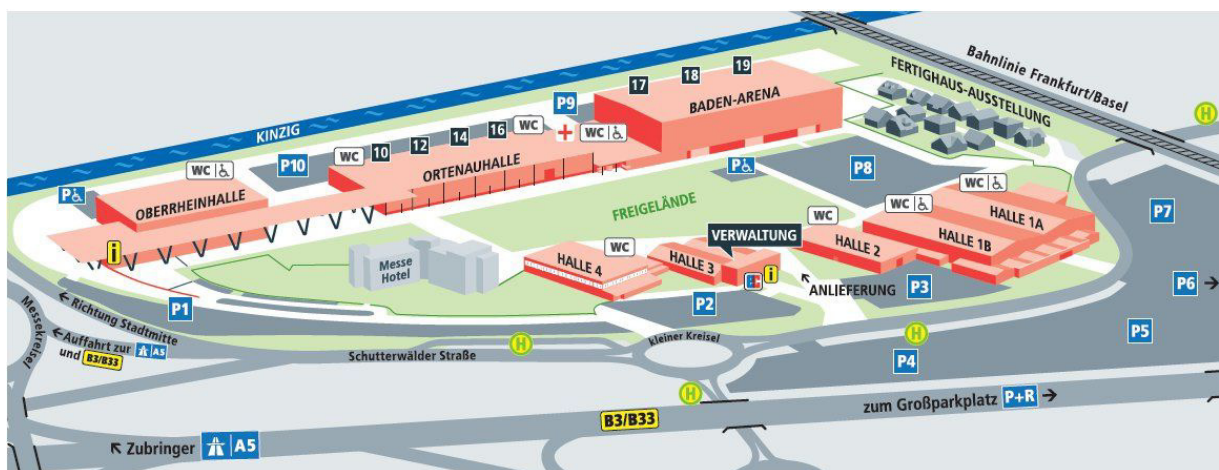 Bahnlinie Frankfurt/Basel
FERTIGHAUS-AUSSTELLUNG
H
19
18
17
BADEN-ARENA
P9
KINZIG
16
14
12
10
WC
WC
WC
ORTENAUHALLE
P10
WC
P
OBERRHEINHALLE
P
P8
FREIGELÄNDE
WC
HALLE 1A
WC
HALLE 1B
WC
HALLE 2
P7
VERWALTUNG
WC
HALLE 3
HALLE 4
Messe
Hotel
i
i
ANLIEFERUNG
P3
P2
P1
P6
P5
P4
H
H
H
kleiner Kreisel
Schutterwälder Straße
Richtung Stadtmitte
Auffahrt zur A5
und B3/B33
Messekreisel
zum Großparkplatz P+R
B3/B33
Zubringer A5